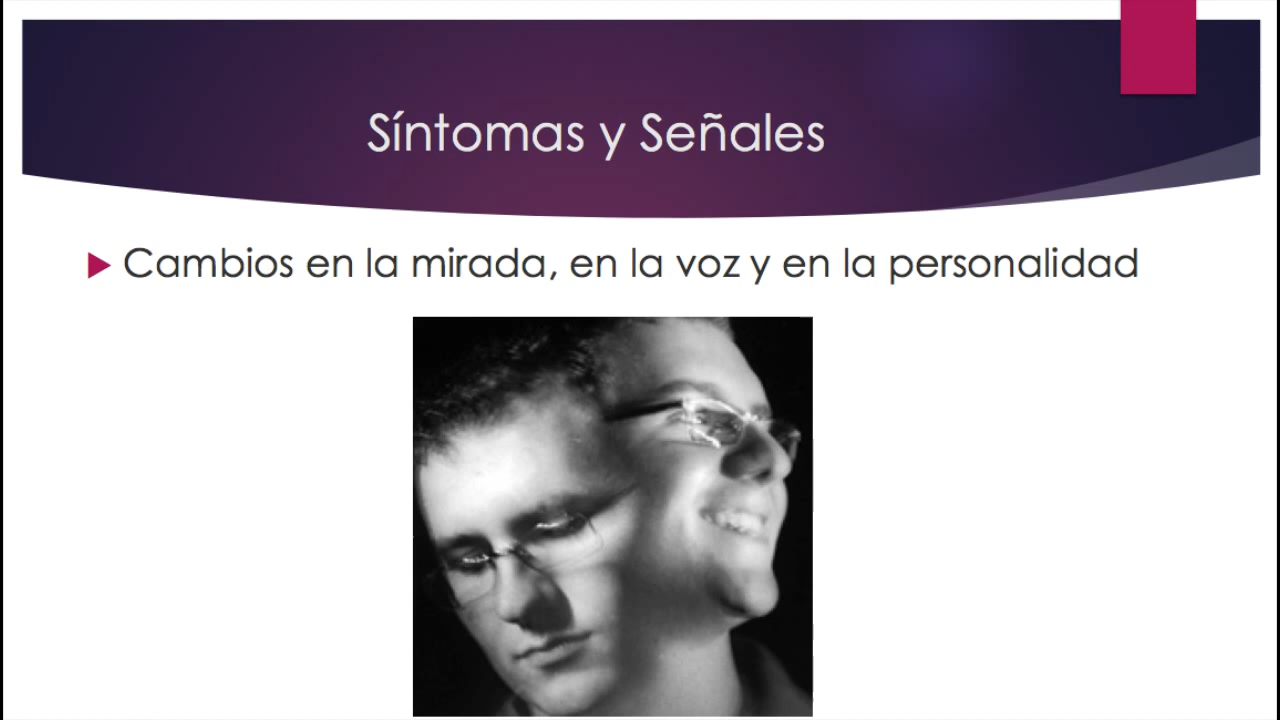 Síntomas y Señales
Cambios en la mirada, en la voz y en la personalidad